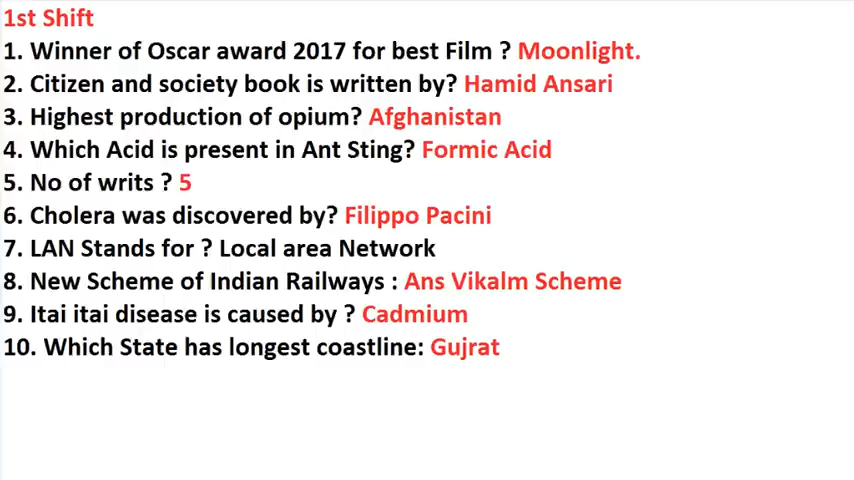 1st Shift
1. Winner of Oscar award 2017 for best Film ? Moonlight.
2. Citizen and society book is written by? Hamid Ansari
3. Highest production of opium? Afghanistan
4. Which Acid is present in Ant Sting? Formic Acid
5. No of writs ? 5
6. Cholera was discovered by? Filippo Pacini
7. LAN Stands for ? Local area Network
8. New Scheme of Indian Railways : Ans Vikalm Scheme
9. Itai itai disease is caused by ? Cadmium
10. Which State has longest coastline: Gujrat